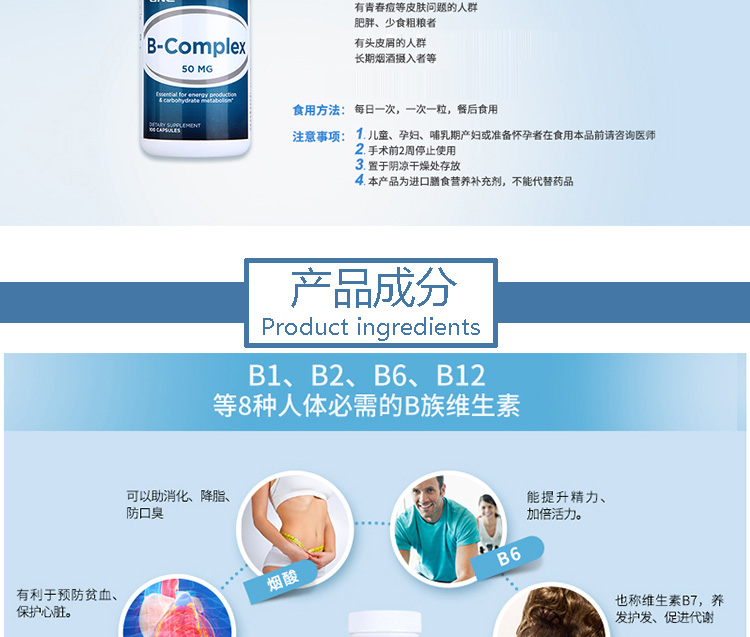 有青春痘等皮肤问题的人群
肥胖、少食粗粮者
有头皮屑的人群
长期烟酒摄入者等
B-Complex
50 MG
Essential for energy production
& carbohydrate metabolism*
DIETARY SUPPLEMENT
100 CAPSULES
食用方法： 每日一次，一次一粒，餐后食用
注意事项： 1. 儿童、孕妇、哺乳期产妇或准备怀孕者在食用本品前请咨询医师
2. 手术前2周停止使用
3. 置于阴凉干燥处存放
4. 本产品为进口膳食营养补充剂，不能代替药品
产品成分
Product ingredients
B1、B2、B6、B12
等8种人体必需的B族维生素
可以助消化、降脂、
防口臭
烟酸
能提升精力、
加倍活力。
B6
有利于预防贫血、
保护心脏。
也称维生素B7，养
发护发、促进代谢